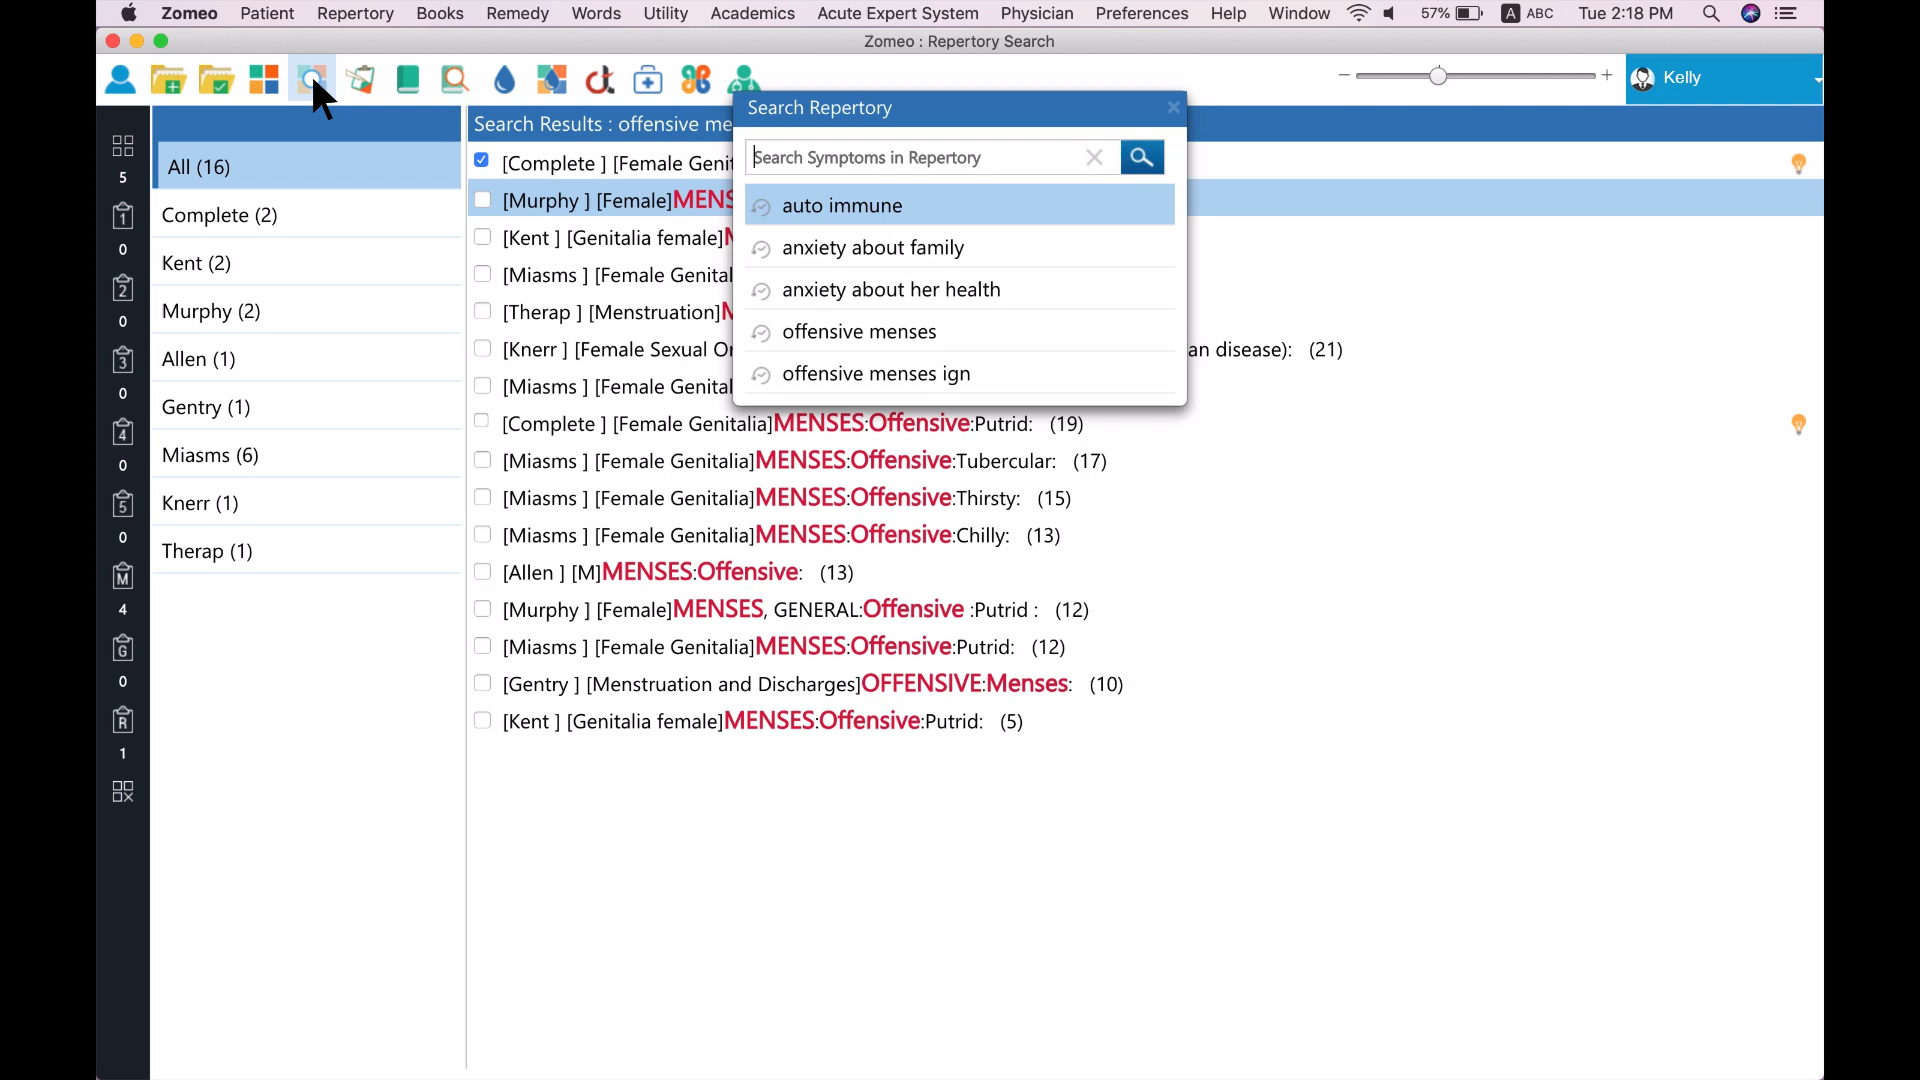 Zomeo Patient Repertory Books Remedy Words Utility Academics Acute Expert System Physician Preferences Help Window 57% A ABC Tue 2:18 PM
Zomeo : Repertory Search
Kelly
Search Repertory
Search Symptoms in Repertory
auto immune
anxiety about family
anxiety about her health
offensive menses
offensive menses ign
5
1
0
2
0
3
0
4
0
5
0
M
4
G
0
R
1
All (16)
Complete (2)
Kent (2)
Murphy (2)
Allen (1)
Gentry (1)
Miasms (6)
Knerr (1)
Therap (1)
Search Results : offensive me
[Complete ] [Female Genit
[Murphy ] [Female]MENS
[Kent ] [Genitalia female]
[Miasms ] [Female Genital
[Therap ] [Menstruation]
[Knerr ] [Female Sexual Or an disease): (21)
[Miasms ] [Female Genital
[Complete ] [Female Genitalia]MENSES:Offensive:Putrid: (19)
[Miasms ] [Female Genitalia]MENSES:Offensive:Tubercular: (17)
[Miasms ] [Female Genitalia]MENSES:Offensive:Thirsty: (15)
[Miasms ] [Female Genitalia]MENSES:Offensive:Chilly: (13)
[Allen ] [M]MENSES:Offensive: (13)
[Murphy ] [Female]MENSES, GENERAL:Offensive :Putrid : (12)
[Miasms ] [Female Genitalia]MENSES:Offensive:Putrid: (12)
[Gentry ] [Menstruation and Discharges]OFFENSIVE:Menses: (10)
[Kent ] [Genitalia female]MENSES:Offensive:Putrid: (5)